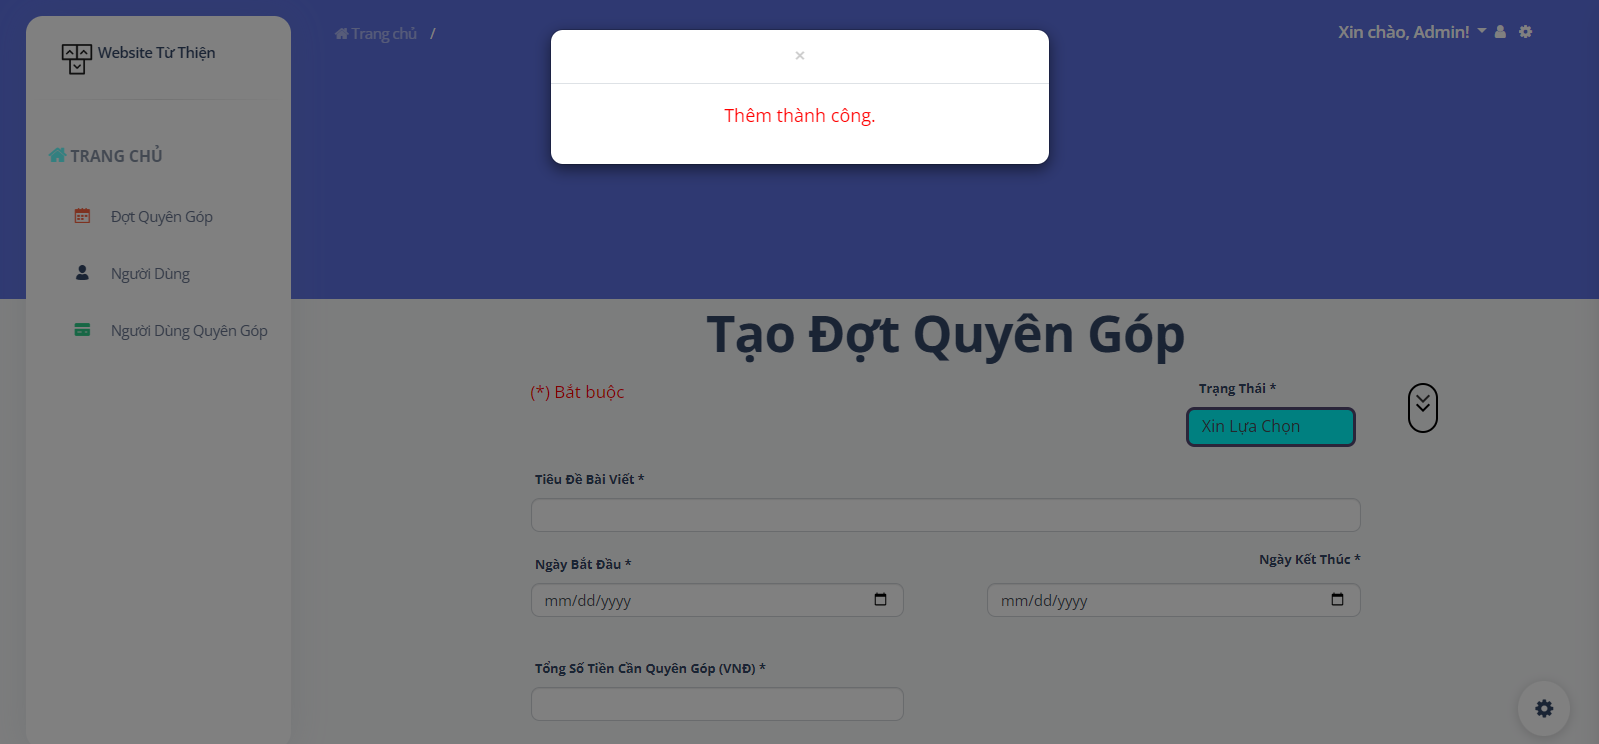 Website Từ Thiện
TRANG CHỦ
Đợt Quyên Góp
Người Dùng
Người Dùng Quyên Góp
Trang chủ /
Xin chào, Admin!
×
Thêm thành công.
Tạo Đợt Quyên Góp
(*) Bắt buộc
Trạng Thái *
Xin Lựa Chọn
Tiêu Đề Bài Viết *
Ngày Bắt Đầu *
Ngày Kết Thúc *
mm/dd/yyyy
mm/dd/yyyy
Tổng Số Tiền Cần Quyên Góp (VNĐ) *